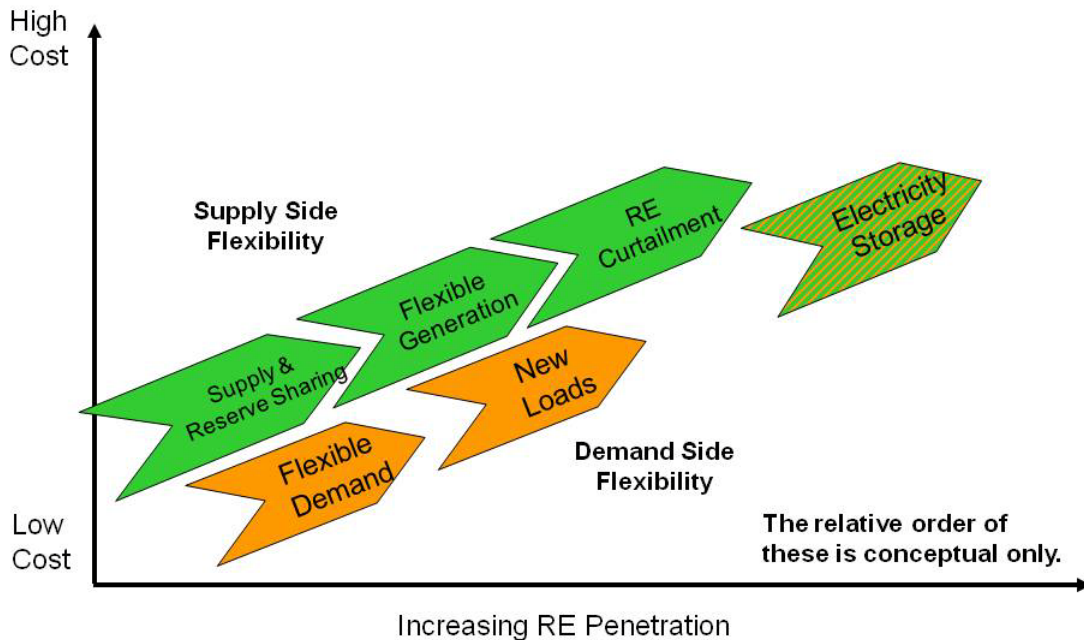 High
Cost
Supply Side
Flexibility
RE
Curtailment
Electricity
Storage
Flexible
Generation
Supply &
Reserve Sharing
New
Loads
Flexible
Demand
Demand Side
Flexibility
Low
Cost
The relative order of
these is conceptual only.
Increasing RE Penetration